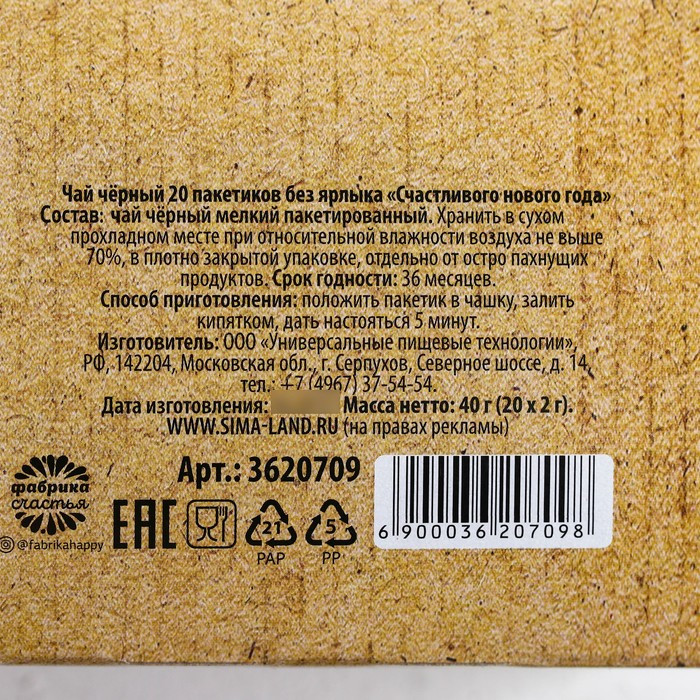 Чай чёрный 20 пакетиков без ярлыка «Счастливого нового года»
Состав: чай чёрный мелкий пакетированный. Хранить в сухом
прохладном месте при относительной влажности воздуха не выше
70%, в плотно закрытой упаковке, отдельно от остро пахнущих
продуктов. Срок годности: 36 месяцев.
Способ приготовления: положить пакетик в чашку, залить
кипятком, дать настояться 5 минут.
Изготовитель: ООО «Универсальные пищевые технологии»,
РФ, 142204, Московская обл., г. Серпухов, Северное шоссе, д. 14,
тел.: +7 (4967) 37-54-54.
Дата изготовления: Масса нетто: 40 г (20 x 2 г).
WWW.SIMA-LAND.RU (на правах рекламы)
Арт.: 3620709
фабрика
счастья
@fabrikahappy
EAC
21
PAP
5
PP
6 900036 207098